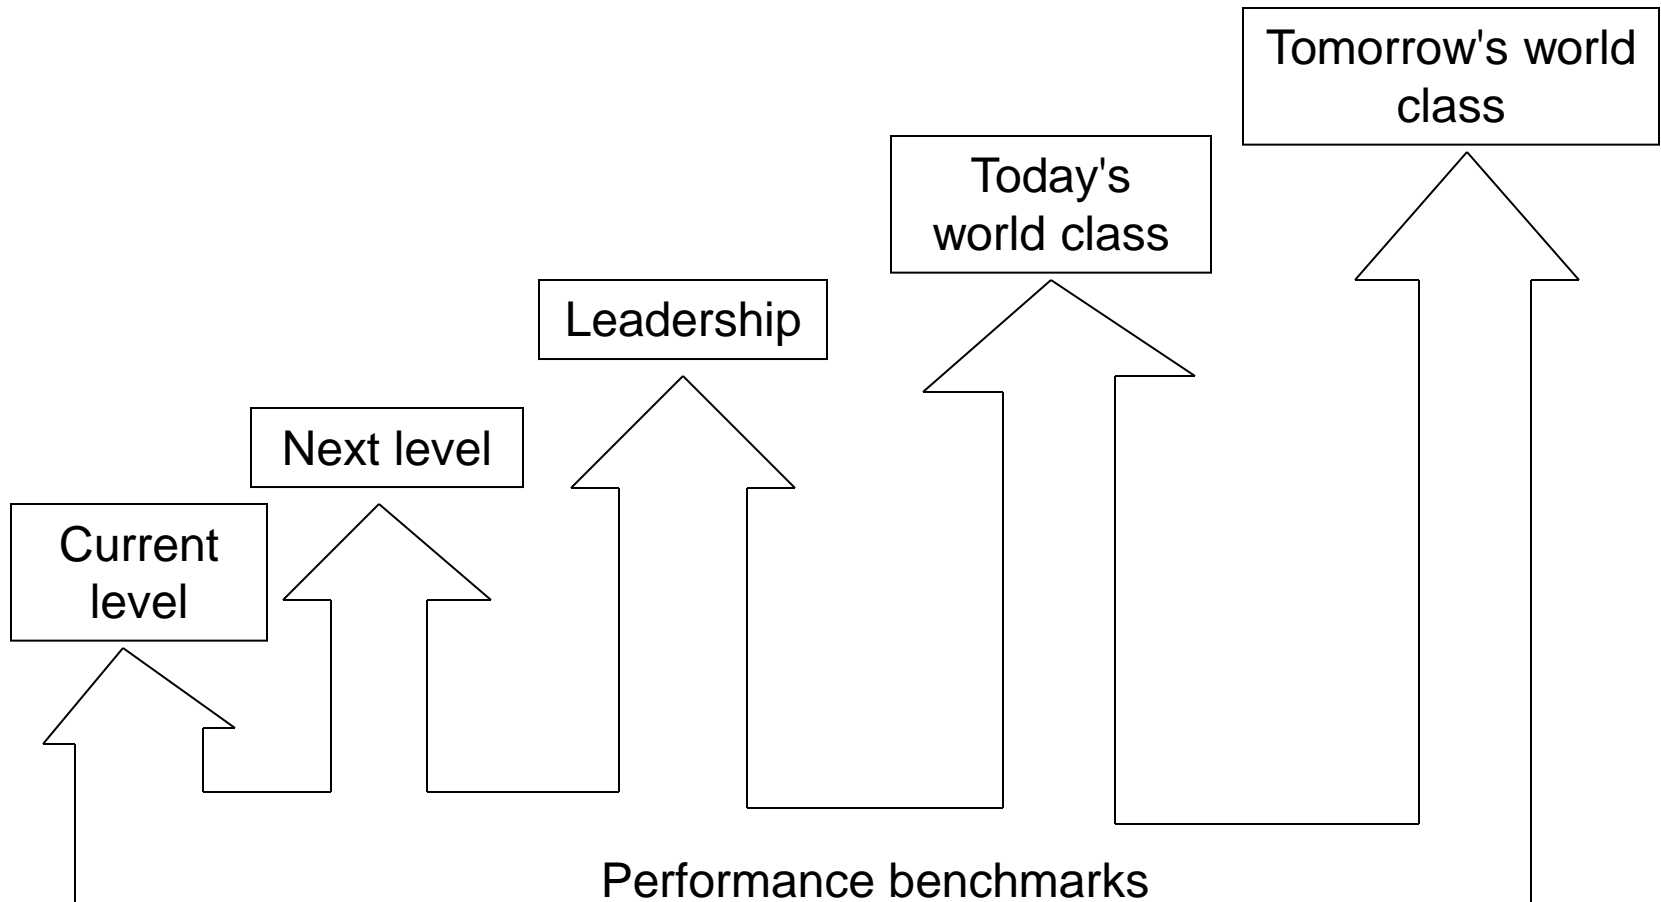 Tomorrow's world
class
Today's
world class
Leadership
Next level
Current
level
Performance benchmarks